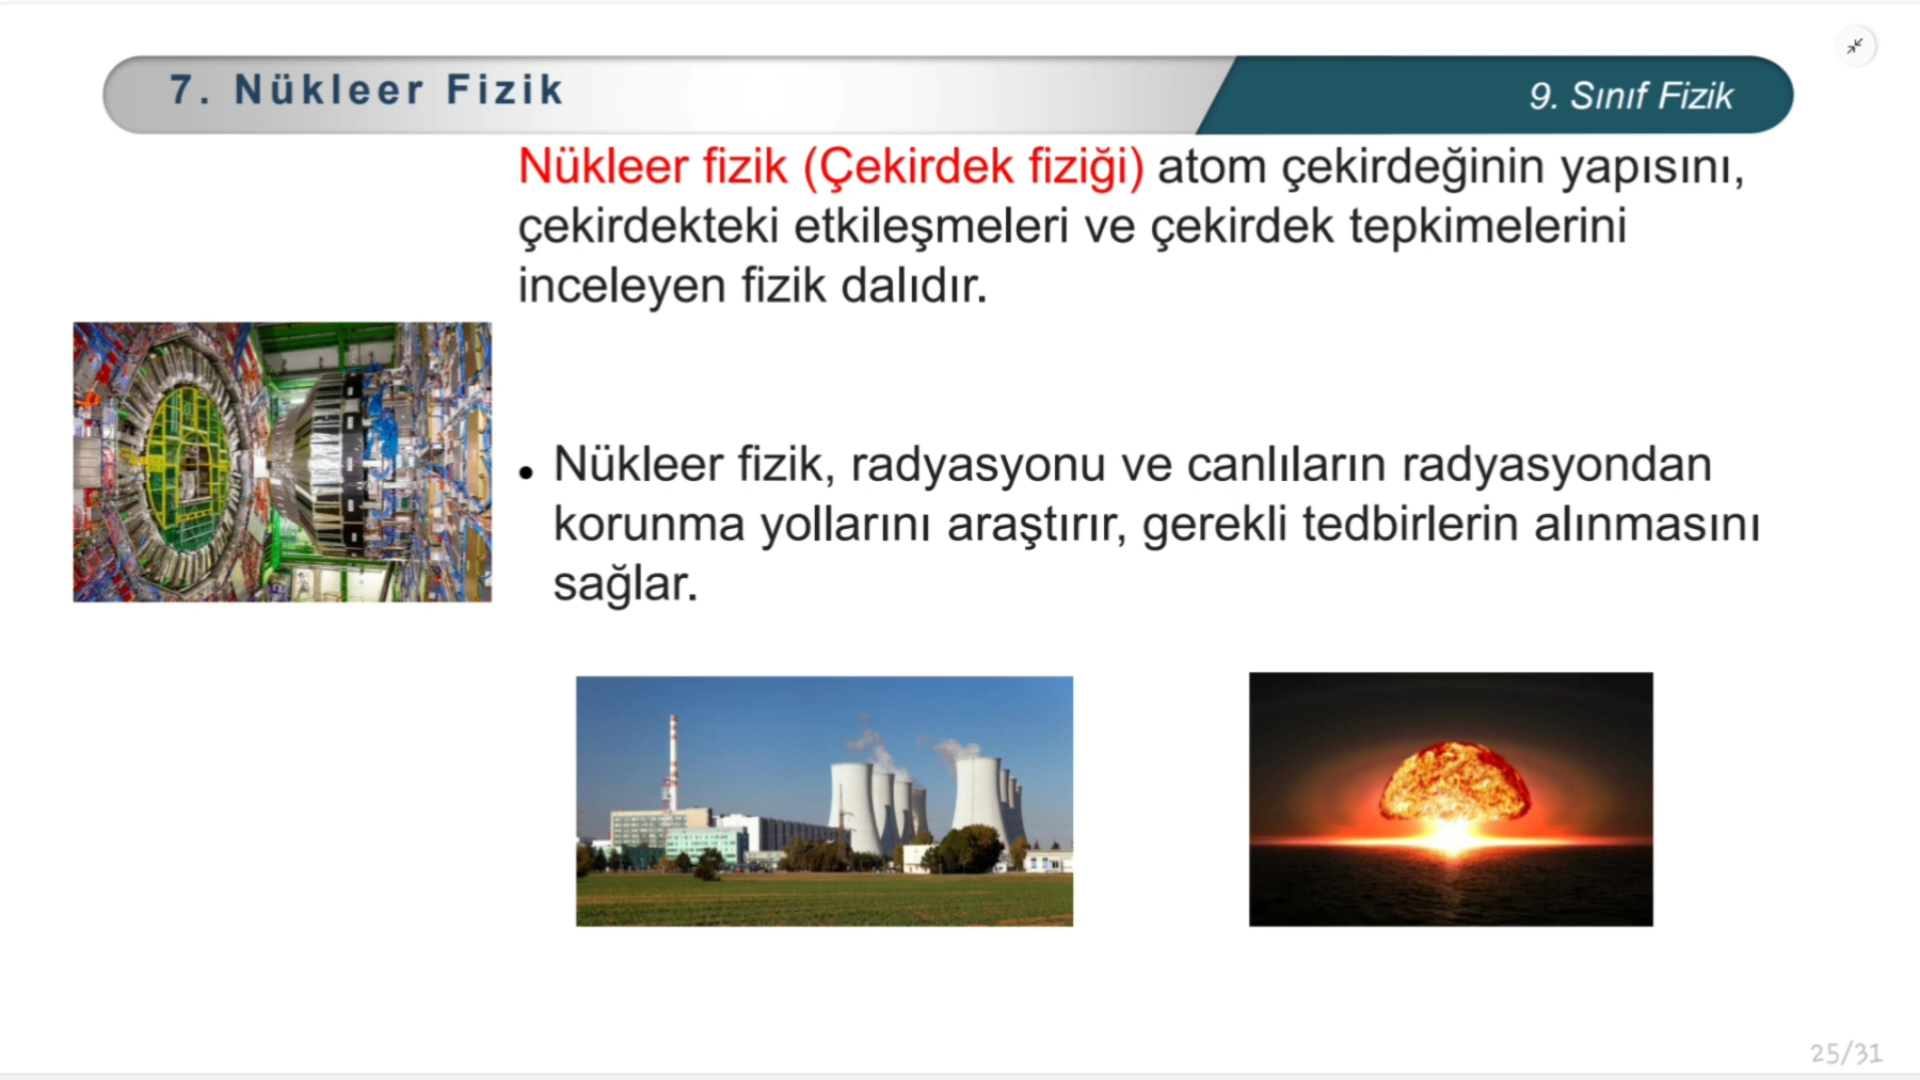 7. Nükleer Fizik
9. Sınıf Fizik
Nükleer fizik (Çekirdek fiziği) atom çekirdeğinin yapısını,
çekirdekteki etkileşmeleri ve çekirdek tepkimelerini
inceleyen fizik dalıdır.
• Nükleer fizik, radyasyonu ve canlıların radyasyondan
korunma yollarını araştırır, gerekli tedbirlerin alınmasını
sağlar.
25/31